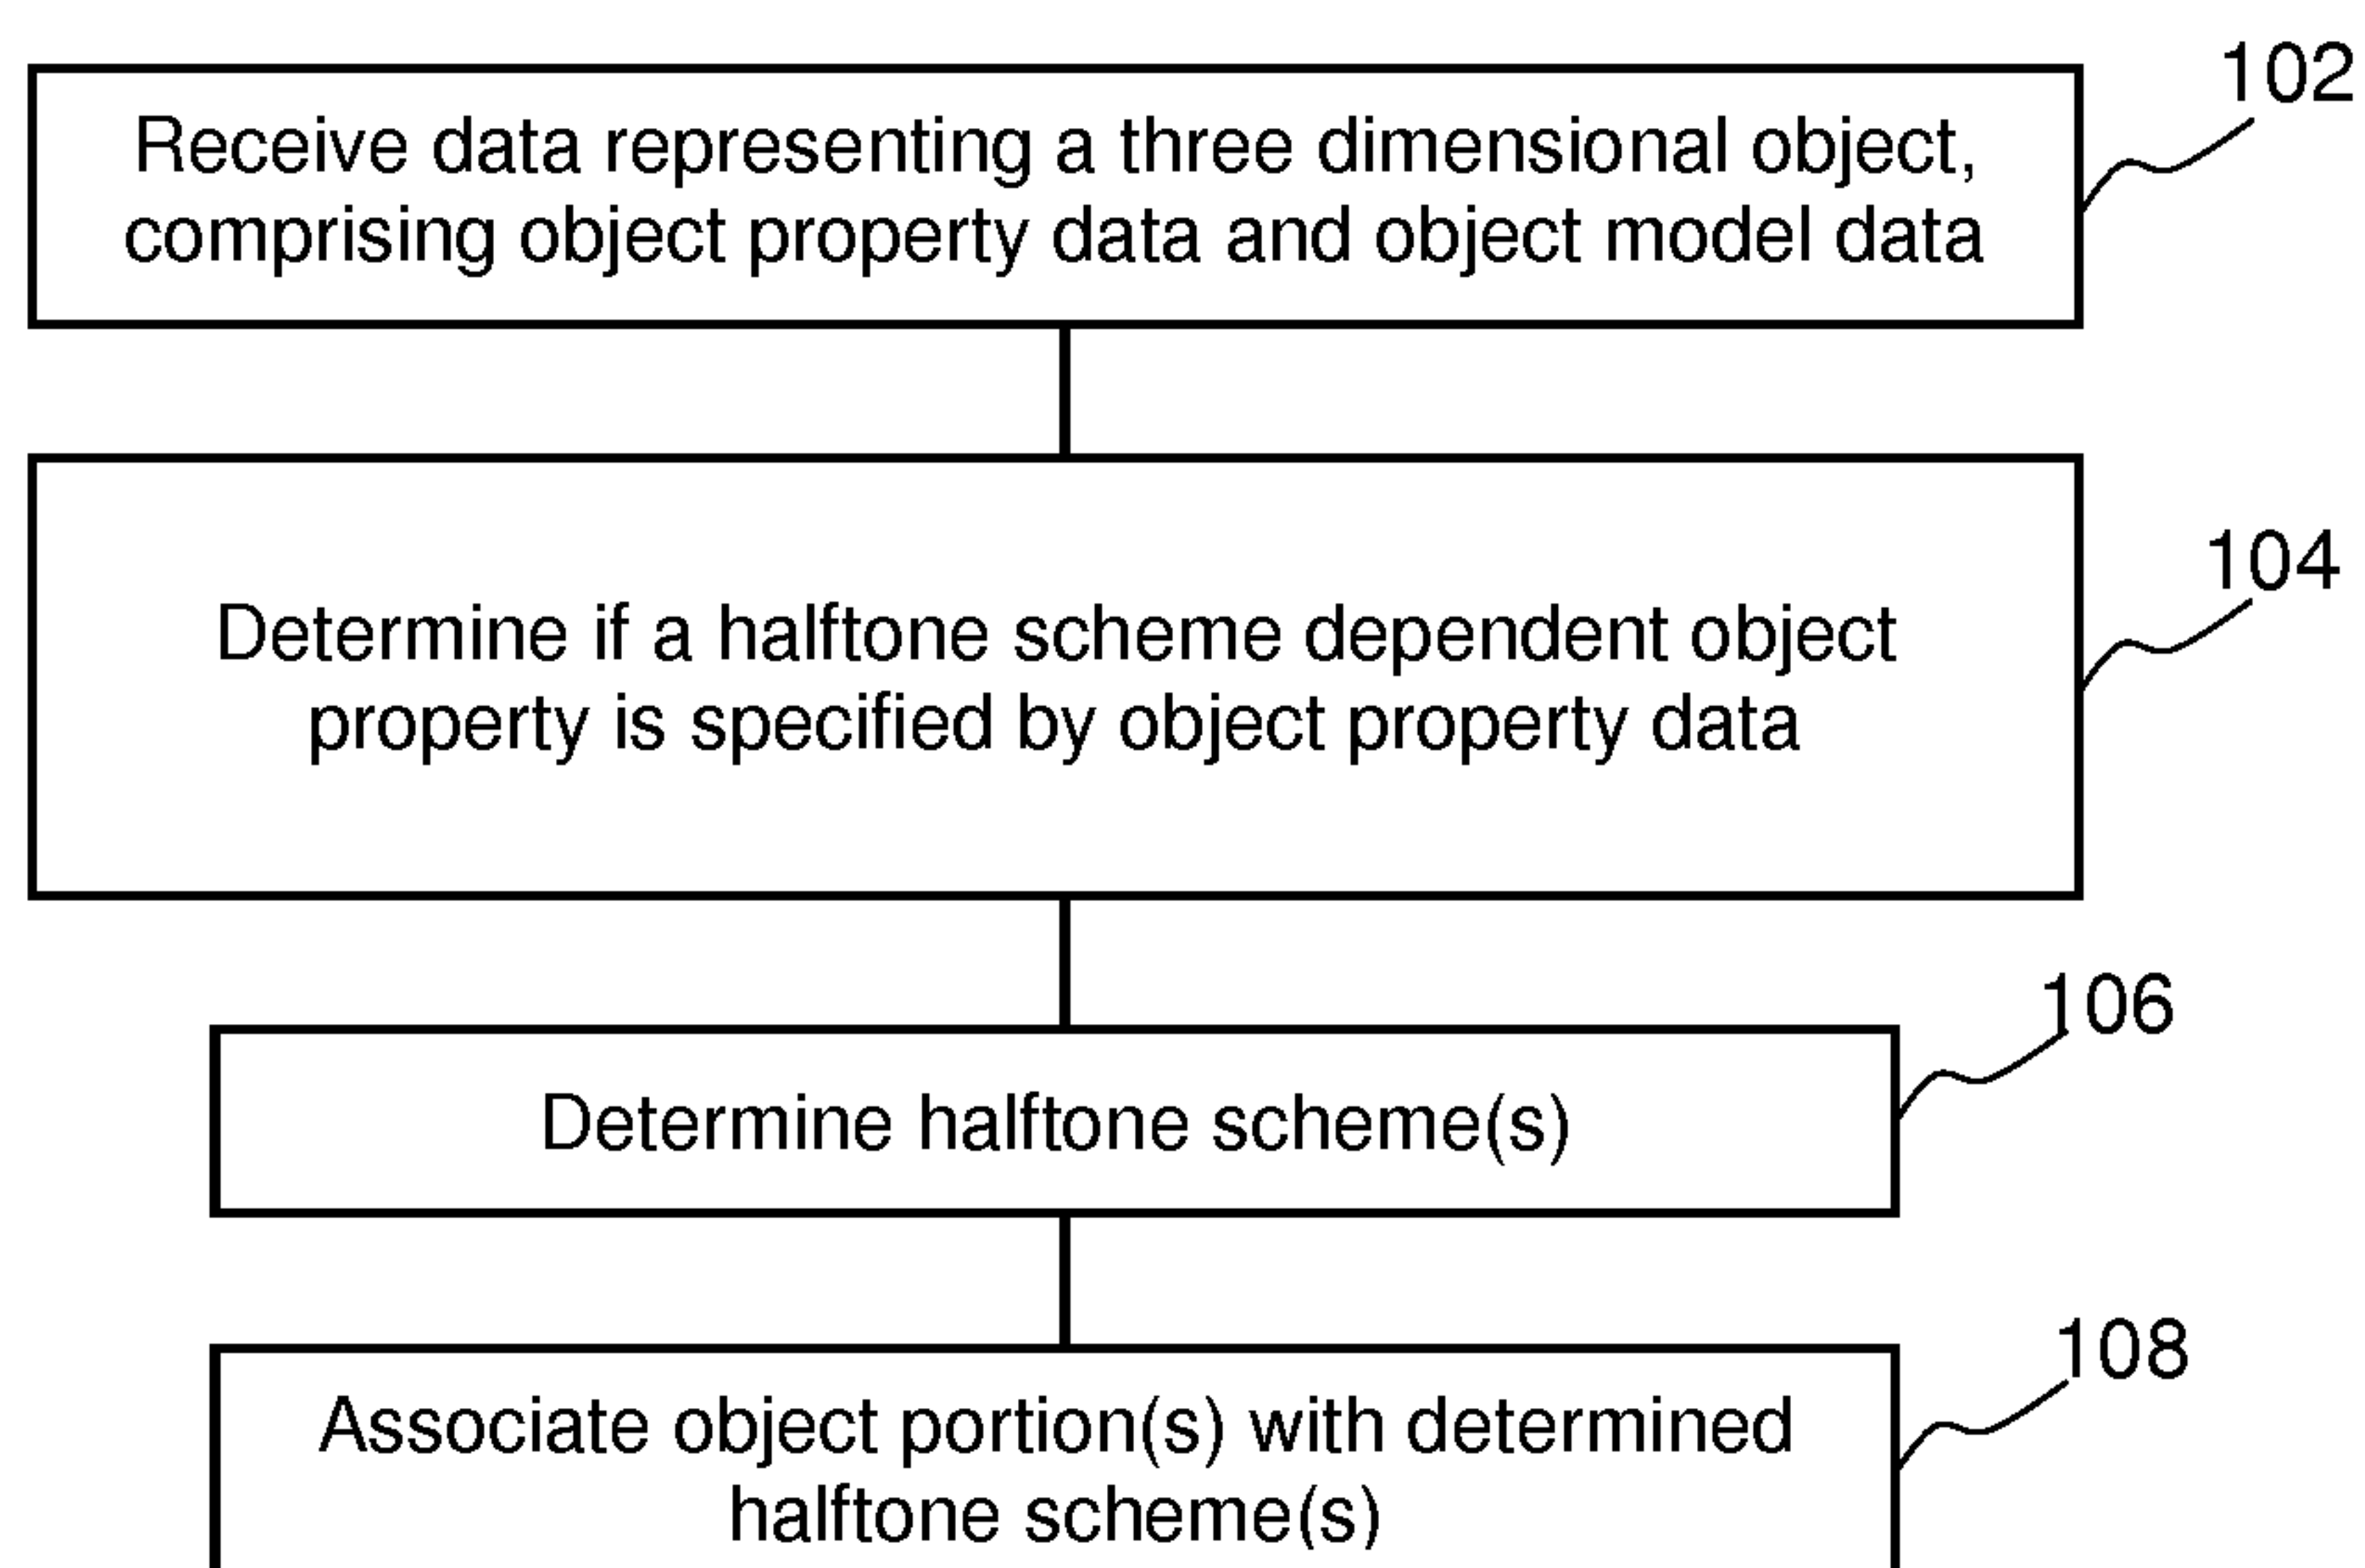 102
Receive data representing a three dimensional object,
comprising object property data and object model data
104
Determine if a halftone scheme dependent object
property is specified by object property data
106
Determine halftone scheme(s)
108
Associate object portion(s) with determined
halftone scheme(s)